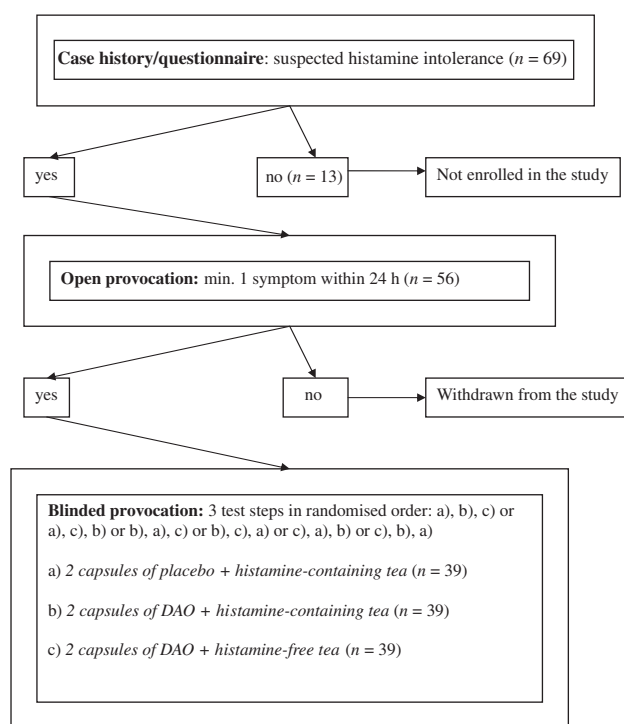 Case history/questionnaire: suspected histamine intolerance (n = 69)
yes
no (n = 13)
Not enrolled in the study
Open provocation: min. 1 symptom within 24 h (n = 56)
yes
no
Withdrawn from the study
Blinded provocation: 3 test steps in randomised order: a), b), c) or
a), c), b) or b), a), c) or b), c), a) or c), a), b) or c), b), a)
a) 2 capsules of placebo + histamine-containing tea (n = 39)
b) 2 capsules of DAO + histamine-containing tea (n = 39)
c) 2 capsules of DAO + histamine-free tea (n = 39)